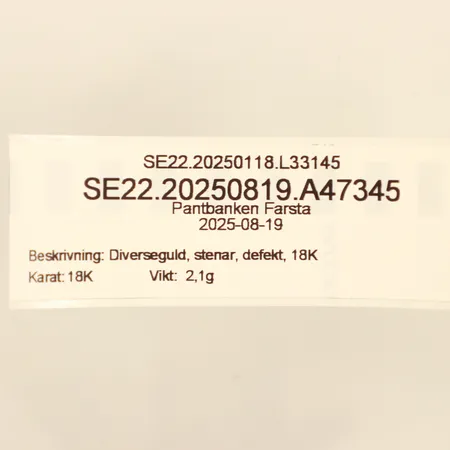 SE22.20250118.L33145
SE22.20250819.A47345
Pantbanken Farsta
2025-08-19
Beskrivning: Diverseguld, stenar, defekt, 18K
Karat: 18K Vikt: 2,1g